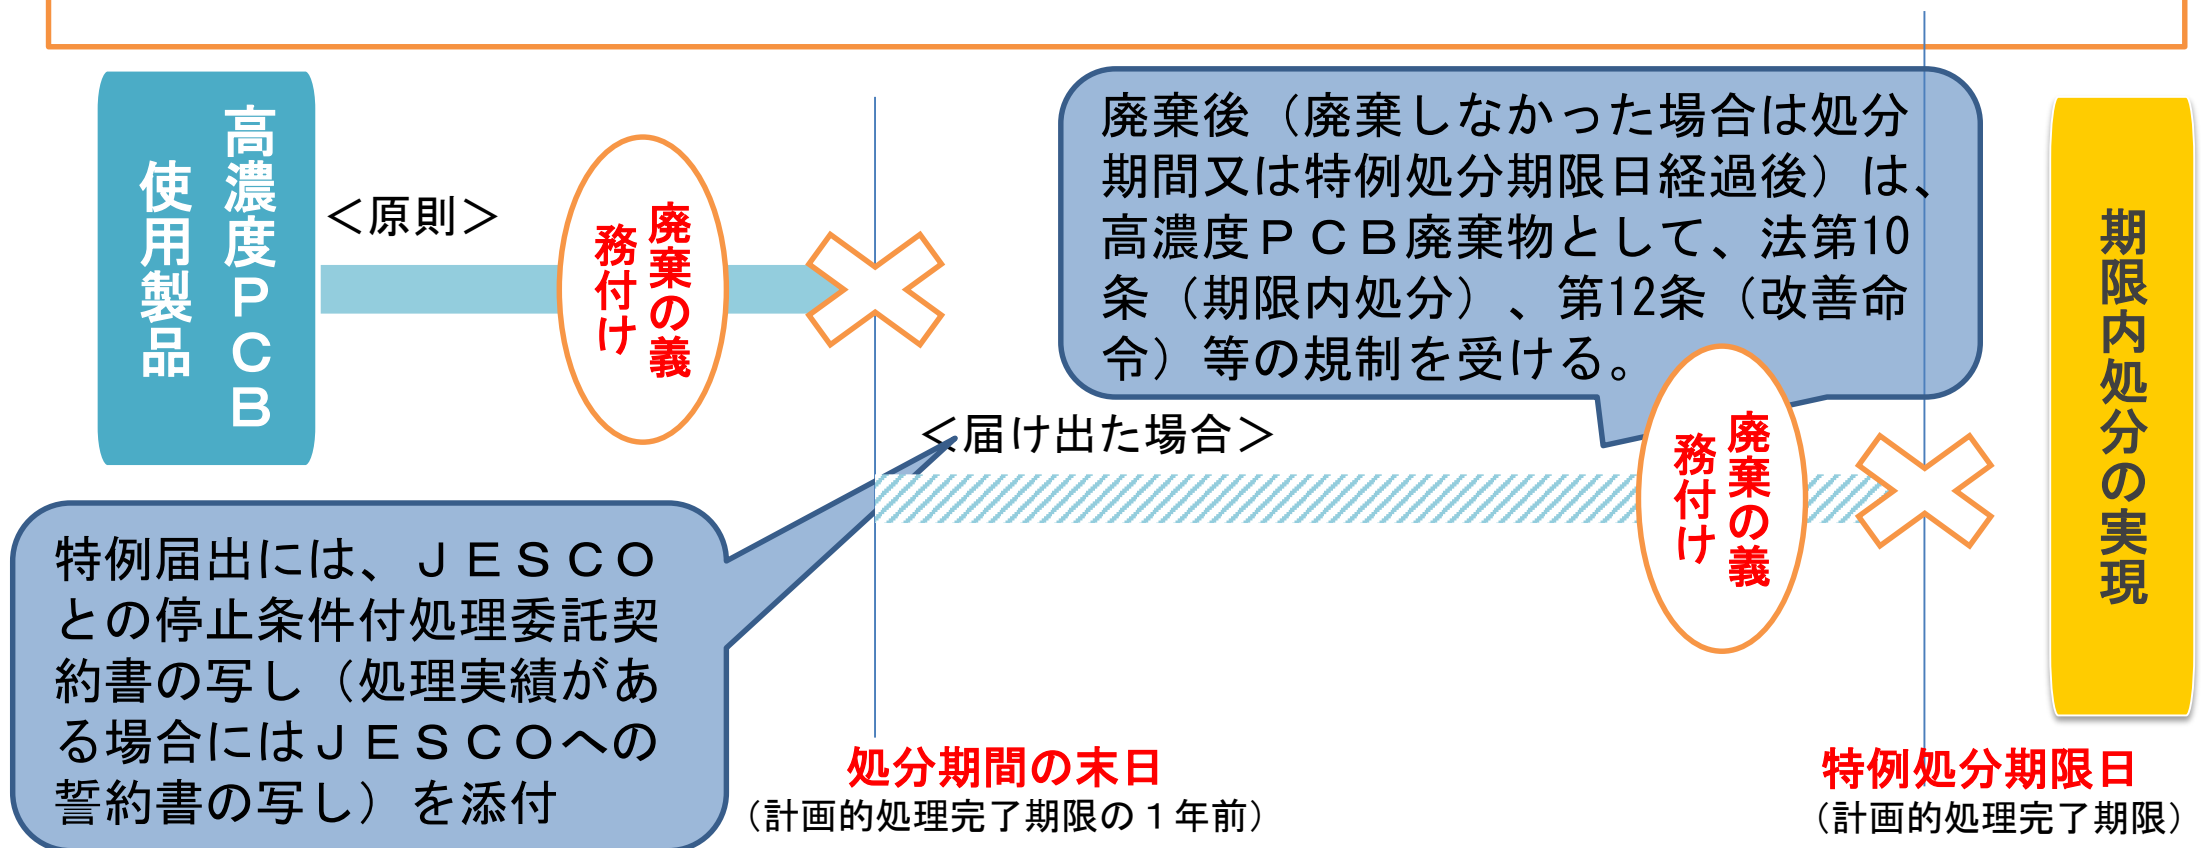 高濃度ＰＣＢ
使用製品
＜原則＞
廃棄の義
務付け
廃棄後（廃棄しなかった場合は処分
期間又は特例処分期限日経過後）は、
高濃度ＰＣＢ廃棄物として、法第10
条（期限内処分）、第12条（改善命
令）等の規制を受ける。
＜届け出た場合＞
廃棄の義
務付け
期限内処分の実現
特例届出には、ＪＥＳＣＯ
との停止条件付処理委託契
約書の写し（処理実績があ
る場合にはＪＥＳＣＯへの
誓約書の写し）を添付
処分期間の末日
（計画的処理完了期限の１年前）
特例処分期限日
（計画的処理完了期限）